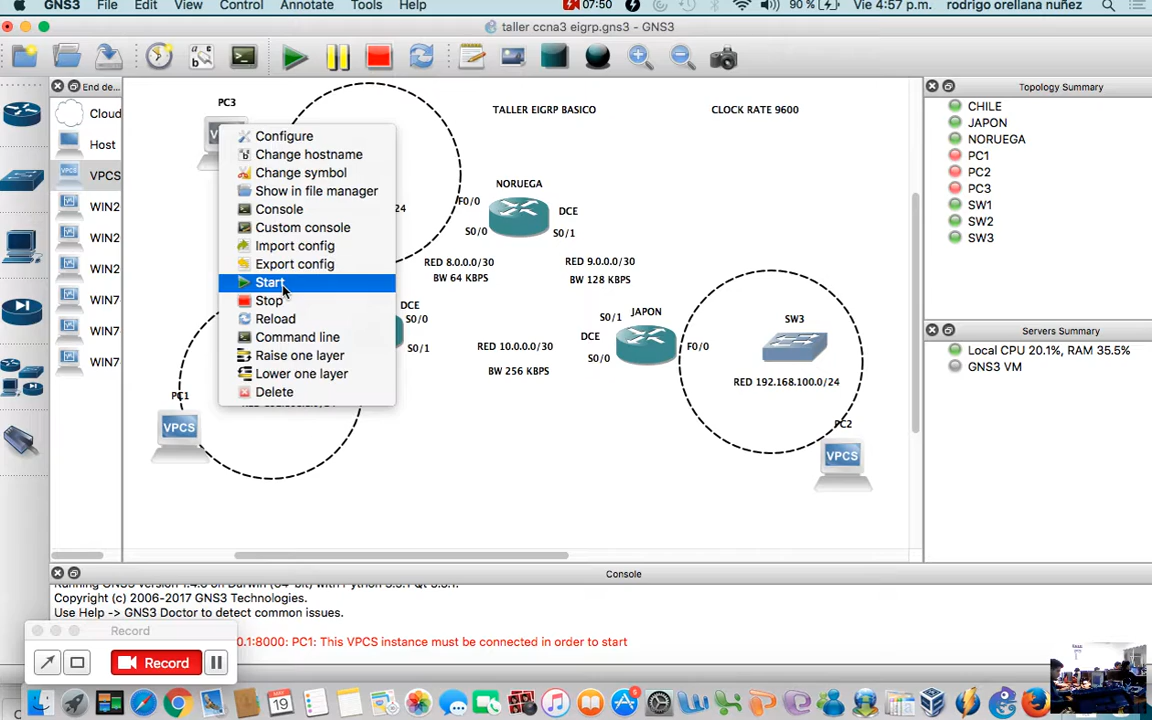 GNS3 File Edit View Control Annotate Tools Help 07:50 90 % Vie 4:57 p.m. rodrigo orellana nuñez
taller ccna3 eigrp.gns3 - GNS3
End de...
Cloud
Host
VPCS
WIN2
WIN2
WIN2
WIN7
WIN7
WIN7
PC3
TALLER EIGRP BASICO
CLOCK RATE 9600
Configure
Change hostname
Change symbol
Show in file manager
Console
Custom console
Import config
Export config
Start
Stop
Reload
Command line
Raise one layer
Lower one layer
Delete
24
NORUEGA
F0/0
DCE
S0/0
S0/1
RED 8.0.0.0/30
BW 64 KBPS
RED 9.0.0.0/30
BW 128 KBPS
DCE
S0/0
S0/1
RED 10.0.0.0/30
BW 256 KBPS
S0/1
JAPON
DCE
S0/0
F0/0
SW3
RED 192.168.100.0/24
PC1
VPCS
PC2
VPCS
Topology Summary
CHILE
JAPON
NORUEGA
PC1
PC2
PC3
SW1
SW2
SW3
Servers Summary
Local CPU 20.1%, RAM 35.5%
GNS3 VM
Console
Copyright (c) 2006-2017 GNS3 Technologies.
Use Help -> GNS3 Doctor to detect common issues.
0.1:8000: PC1: This VPCS instance must be connected in order to start
Record
Record
19